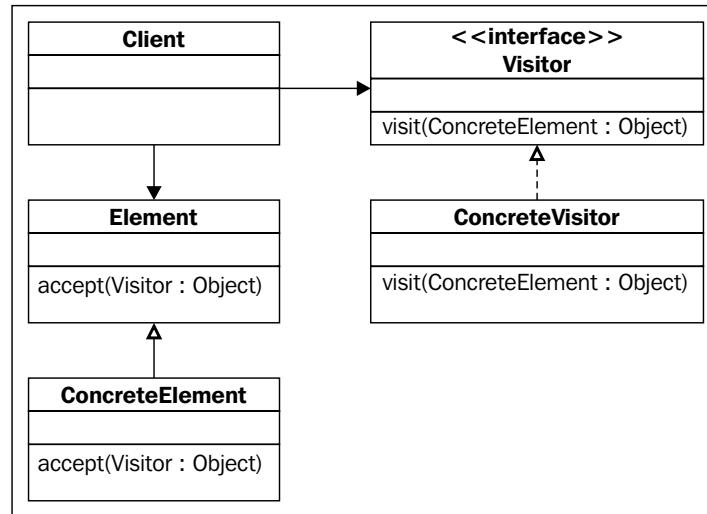 Client
<<interface>>
Visitor
visit(ConcreteElement : Object)
Element
accept(Visitor : Object)
ConcreteVisitor
visit(ConcreteElement : Object)
ConcreteElement
accept(Visitor : Object)